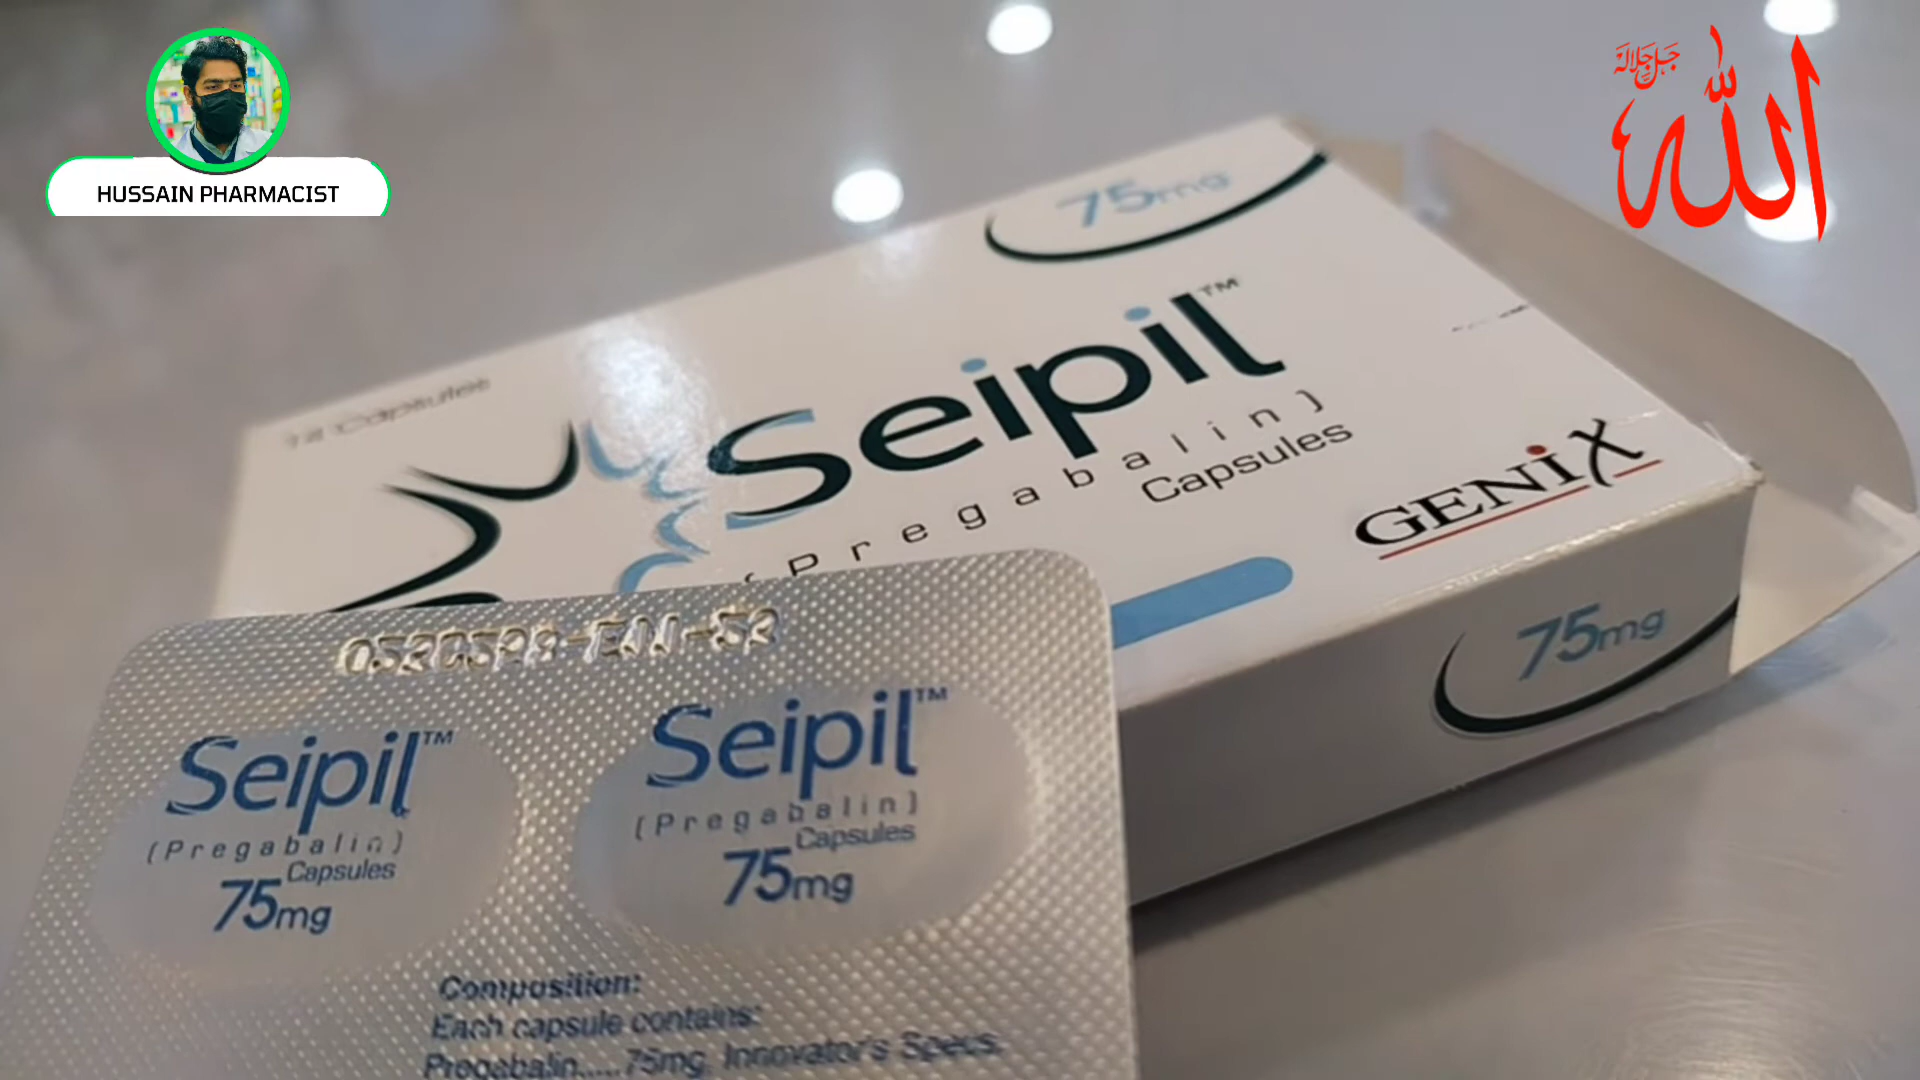 HUSSAIN PHARMACIST
الله
جل جلاله
75mg
Seipil™
(Pregabalin)
Capsules
GENIX
75mg
Seipil™
(Pregabalin)
Capsules
75mg
Seipil™
(Pregabalin)
Capsules
75mg
Composition:
Each capsule contains:
Pregabalin.....75mg. Innovator's Specs.